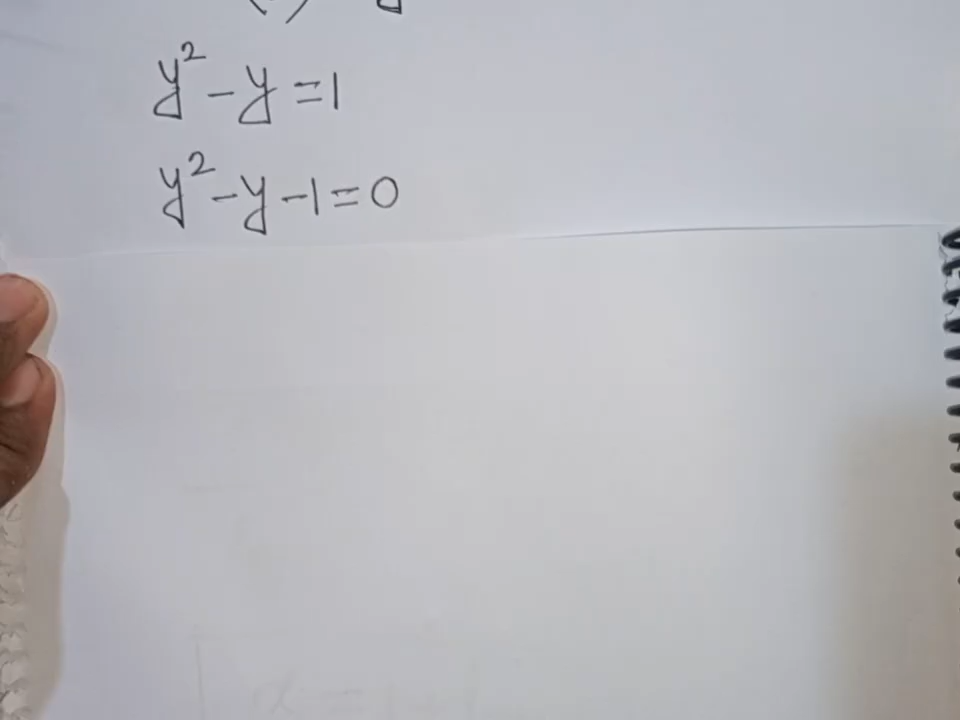 y² - y = 1
y² - y - 1 = 0